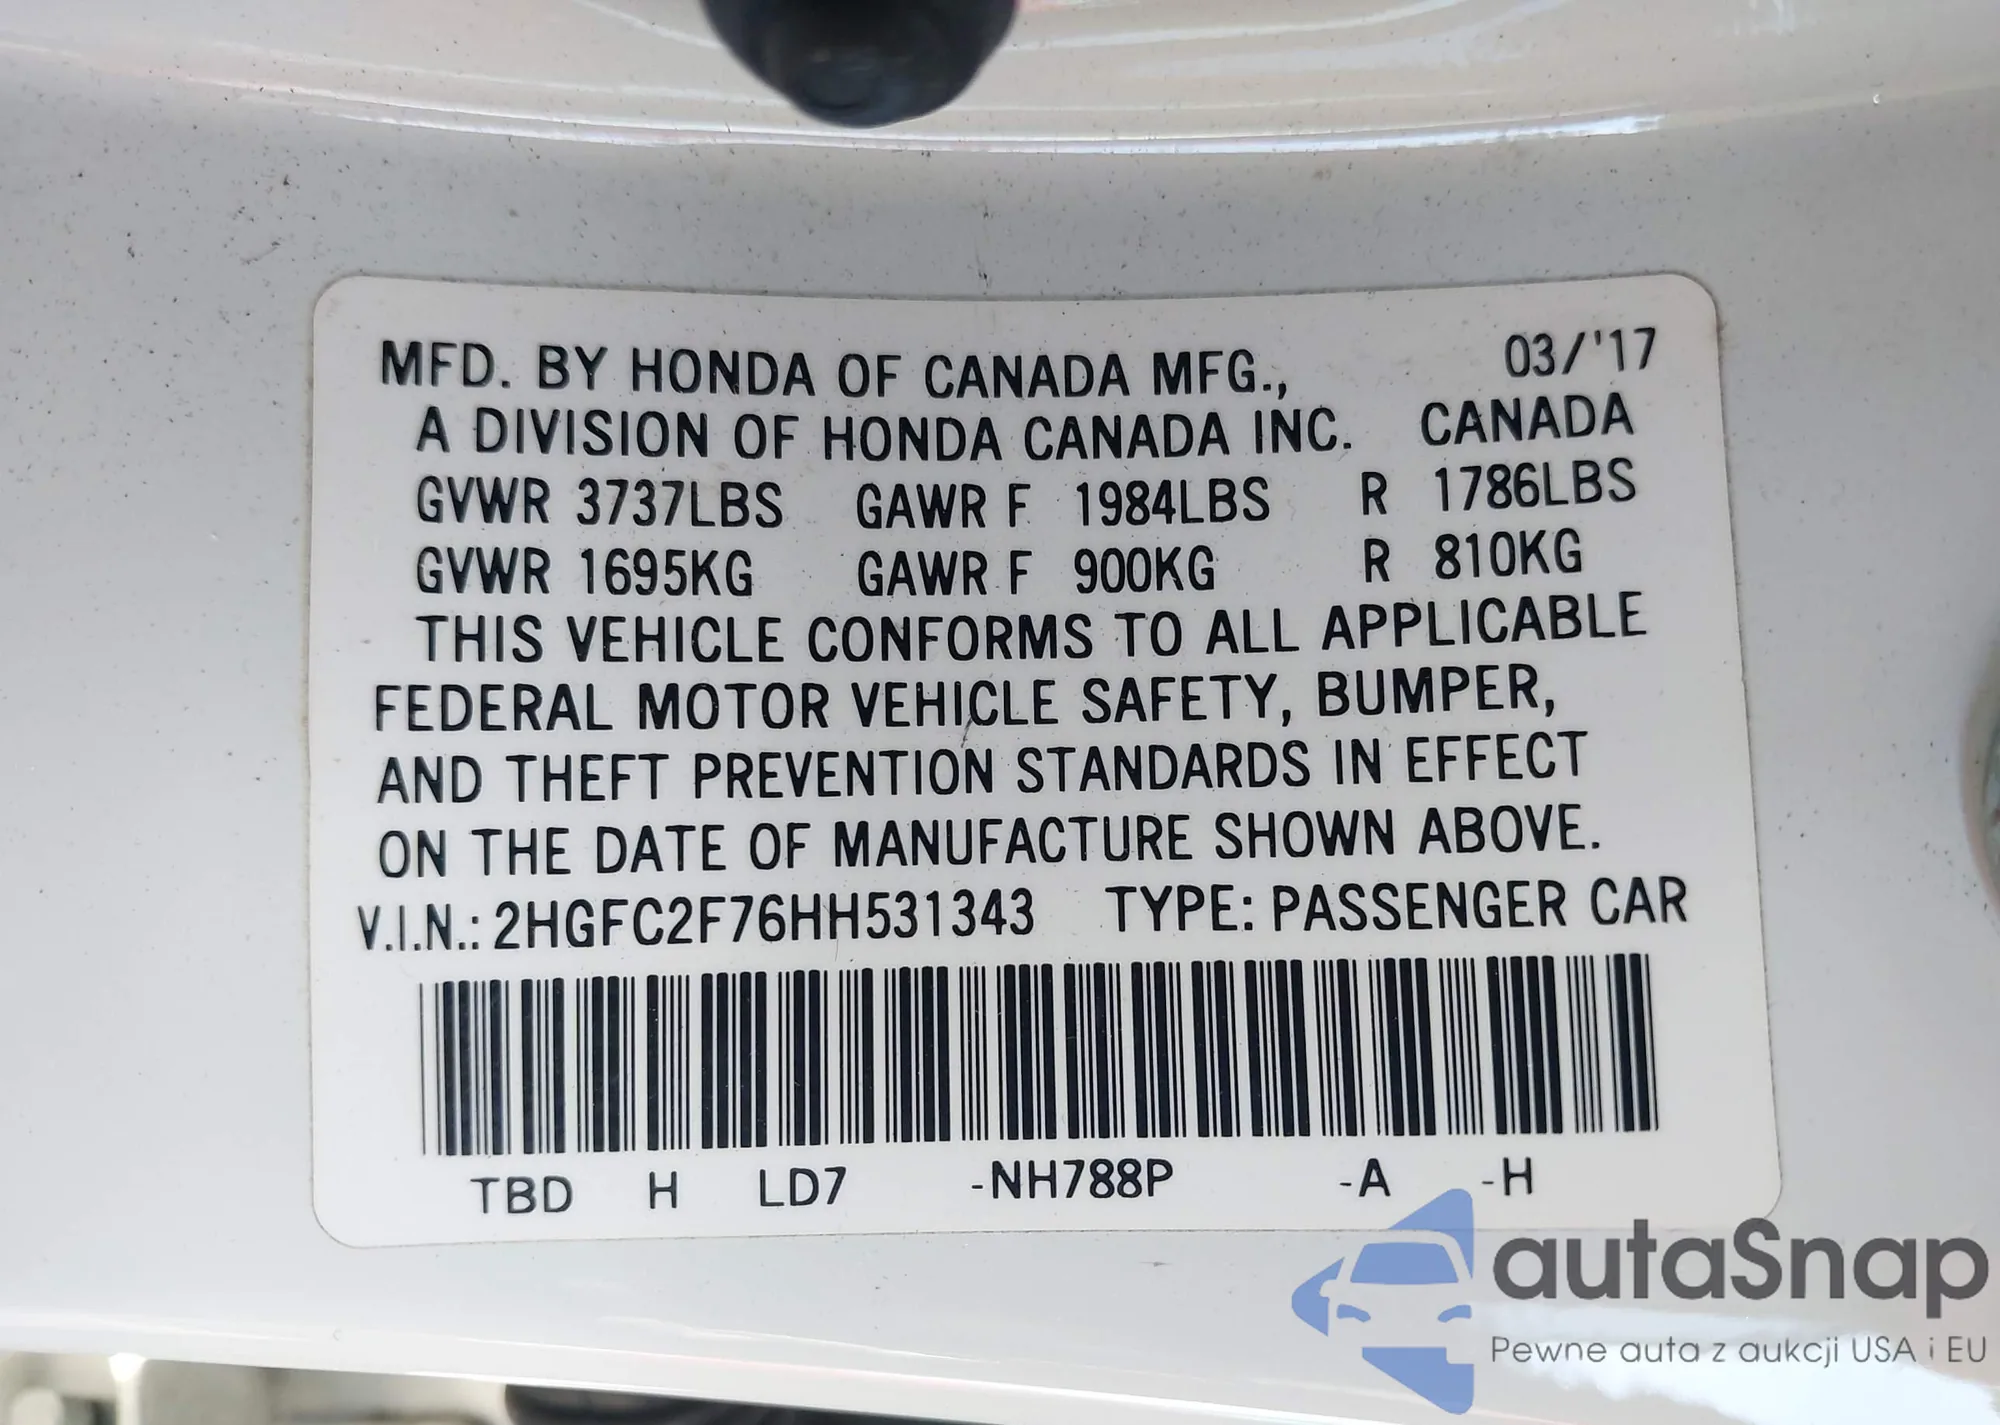 MFD. BY HONDA OF CANADA MFG., 03/'17
A DIVISION OF HONDA CANADA INC. CANADA
GVWR 3737LBS GAWR F 1984LBS R 1786LBS
GVWR 1695KG GAWR F 900KG R 810KG
THIS VEHICLE CONFORMS TO ALL APPLICABLE
FEDERAL MOTOR VEHICLE SAFETY, BUMPER,
AND THEFT PREVENTION STANDARDS IN EFFECT
ON THE DATE OF MANUFACTURE SHOWN ABOVE.
V.I.N.: 2HGFC2F76HH531343 TYPE: PASSENGER CAR
TBD H LD7 -NH788P -A -H
autaSnap
Pewne auta z aukcji USA i EU